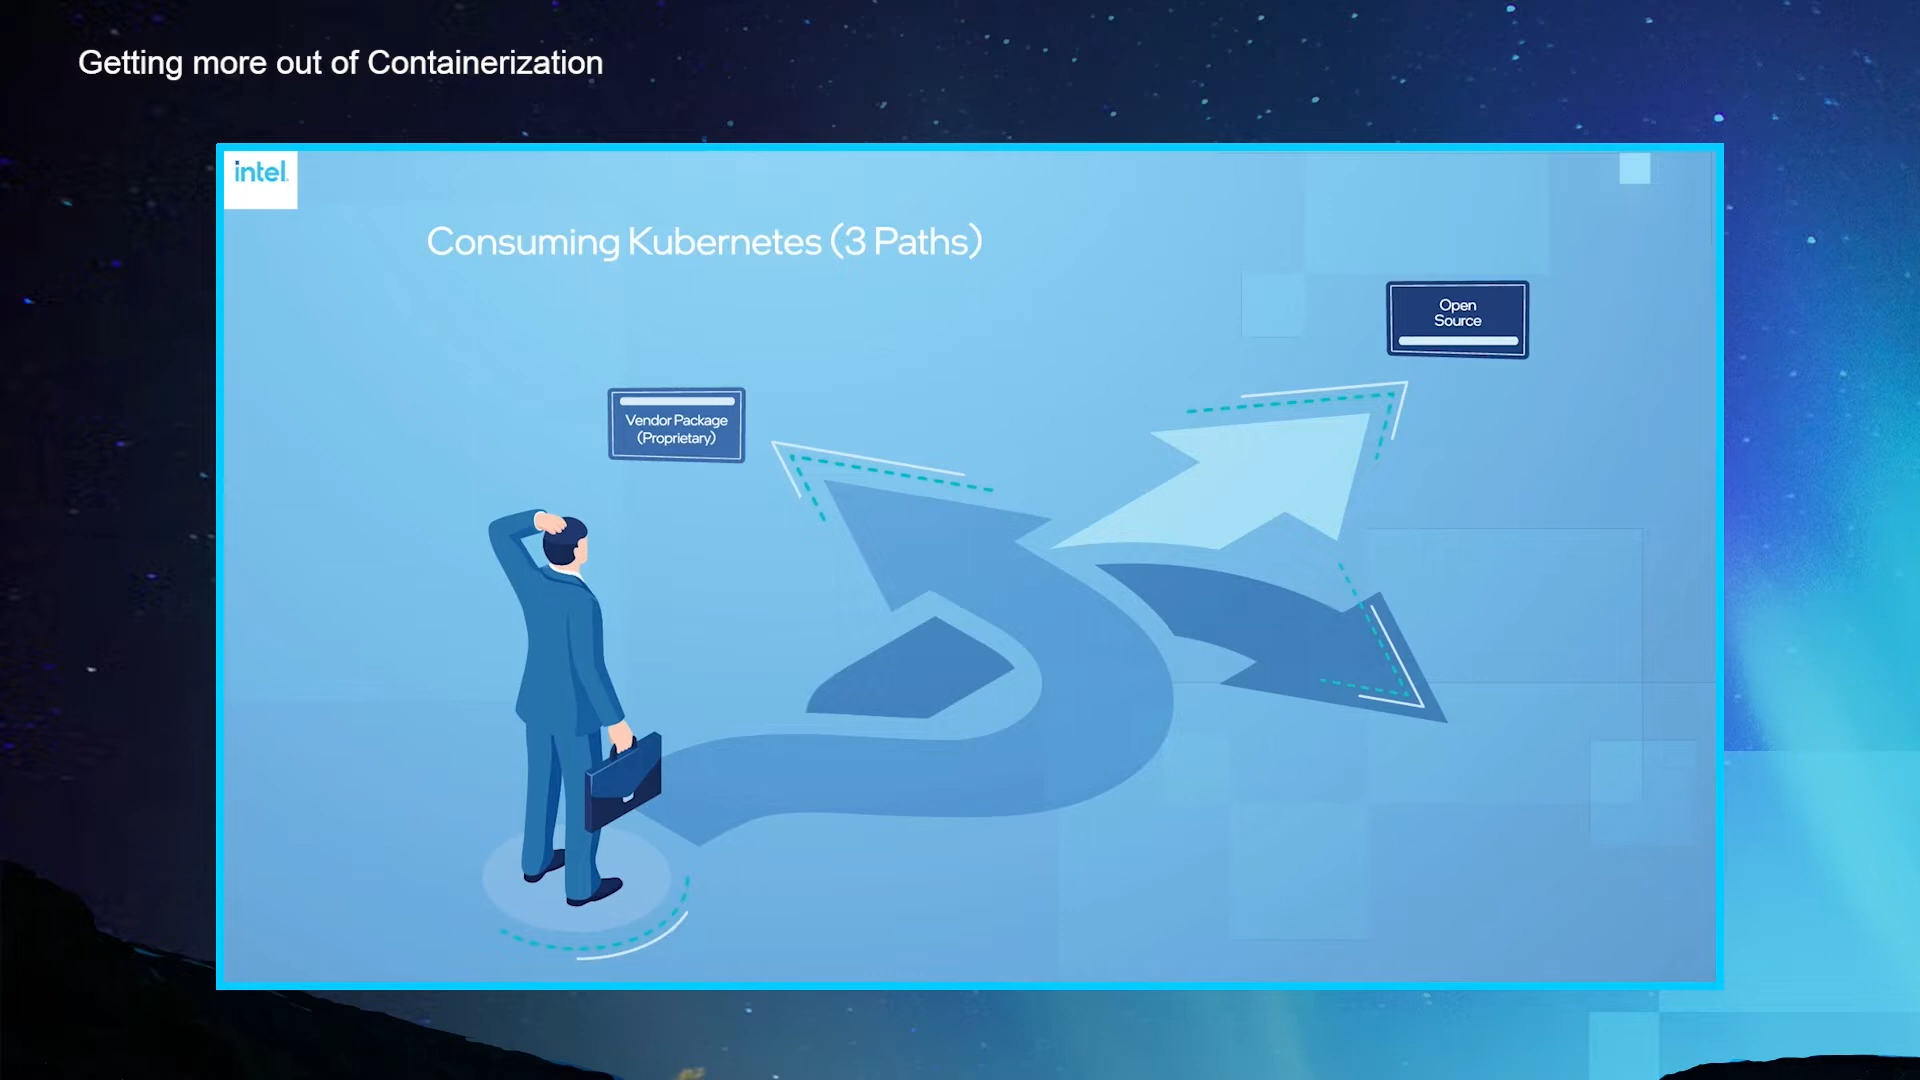 Getting more out of Containerization
intel.
Consuming Kubernetes (3 Paths)
Open
Source
Vendor Package
(Proprietary)